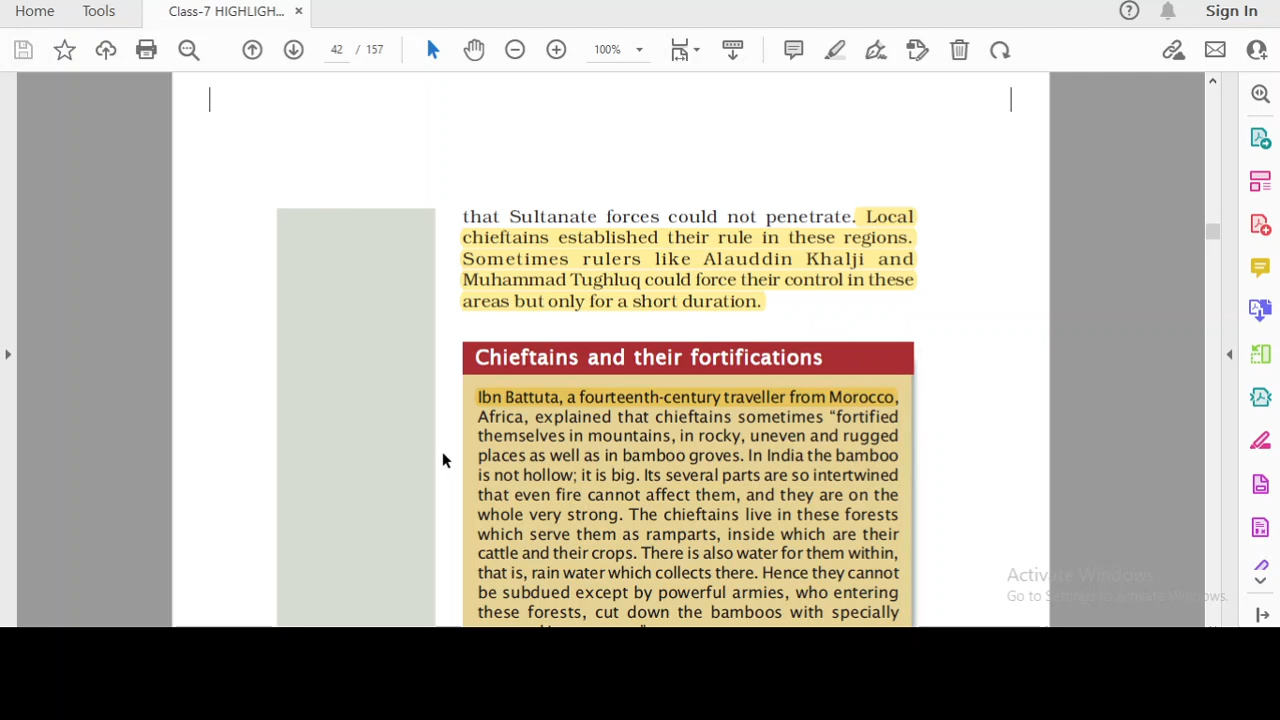 Home Tools Class-7 HIGHLIGH... × Sign In
42 / 157 100%
that Sultanate forces could not penetrate. Local
chieftains established their rule in these regions.
Sometimes rulers like Alauddin Khalji and
Muhammad Tughluq could force their control in these
areas but only for a short duration.
Chieftains and their fortifications
Ibn Battuta, a fourteenth-century traveller from Morocco,
Africa, explained that chieftains sometimes “fortified
themselves in mountains, in rocky, uneven and rugged
places as well as in bamboo groves. In India the bamboo
is not hollow; it is big. Its several parts are so intertwined
that even fire cannot affect them, and they are on the
whole very strong. The chieftains live in these forests
which serve them as ramparts, inside which are their
cattle and their crops. There is also water for them within,
that is, rain water which collects there. Hence they cannot
be subdued except by powerful armies, who entering
these forests, cut down the bamboos with specially
Activate Windows
Go to Settings to activate Windows.